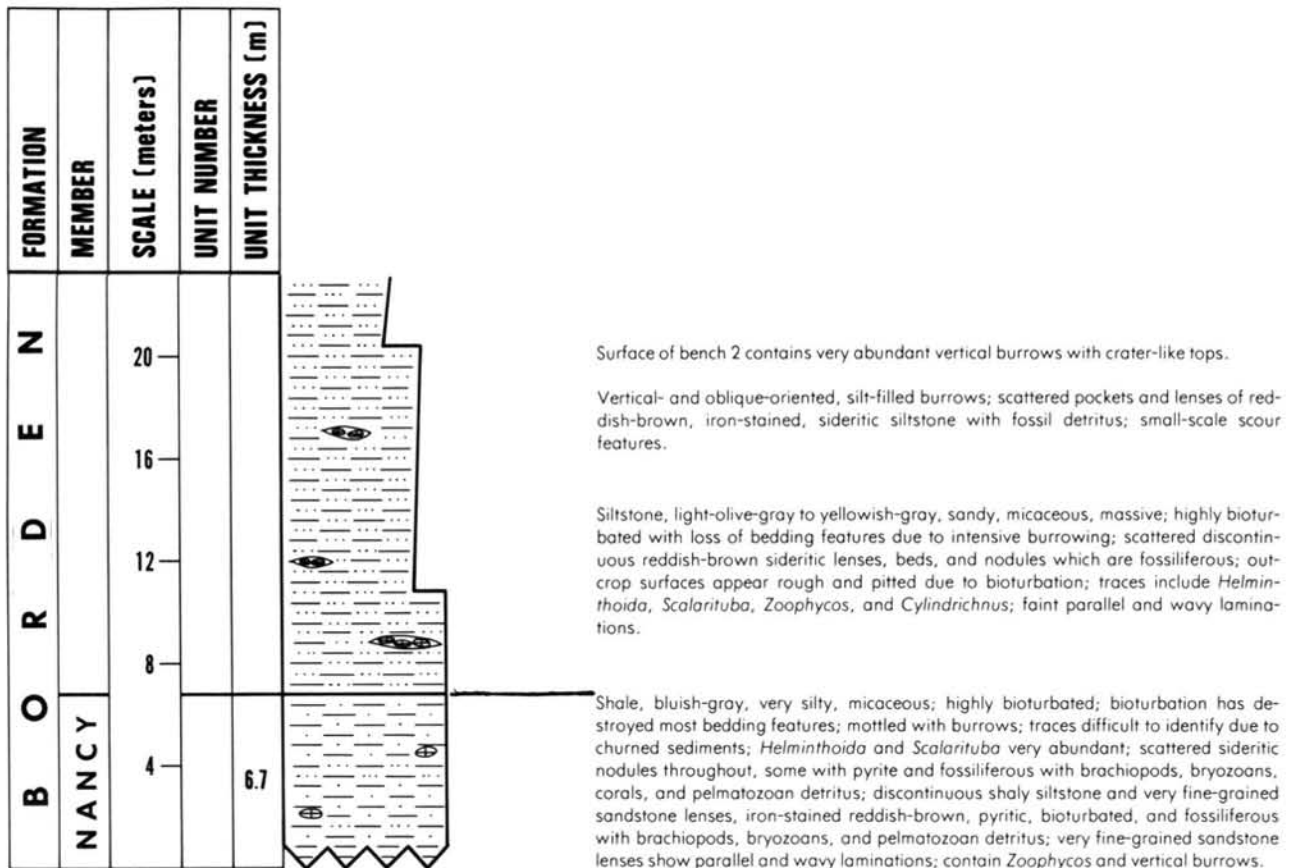 FORMATION
MEMBER
SCALE (meters)
UNIT NUMBER
UNIT THICKNESS (m)
BORDEN
NANCY
20
16
12
8
4
6.7
Surface of bench 2 contains very abundant vertical burrows with crater-like tops.
Vertical- and oblique-oriented, silt-filled burrows; scattered pockets and lenses of red-
dish-brown, iron-stained, sideritic siltstone with fossil detritus; small-scale scour
features.
Siltstone, light-olive-gray to yellowish-gray, sandy, micaceous, massive; highly biotur-
bated with loss of bedding features due to intensive burrowing; scattered discontin-
uous reddish-brown sideritic lenses, beds, and nodules which are fossiliferous; out-
crop surfaces appear rough and pitted due to bioturbation; traces include Helmin-
thoida, Scalarituba, Zoophycos, and Cylindrichnus; faint parallel and wavy lamina-
tions.
Shale, bluish-gray, very silty, micaceous; highly bioturbated; bioturbation has de-
stroyed most bedding features; mottled with burrows; traces difficult to identify due to
churned sediments; Helminthoida and Scalarituba very abundant; scattered sideritic
nodules throughout, some with pyrite and fossiliferous with brachiopods, bryozoans,
corals, and pelmatozoan detritus; discontinuous shaly siltstone and very fine-grained
sandstone lenses, iron-stained reddish-brown, pyritic, bioturbated, and fossiliferous
with brachiopods, bryozoans, and pelmatozoan detritus; very fine-grained sandstone
lenses show parallel and wavy laminations; contain Zoophycos and vertical burrows.